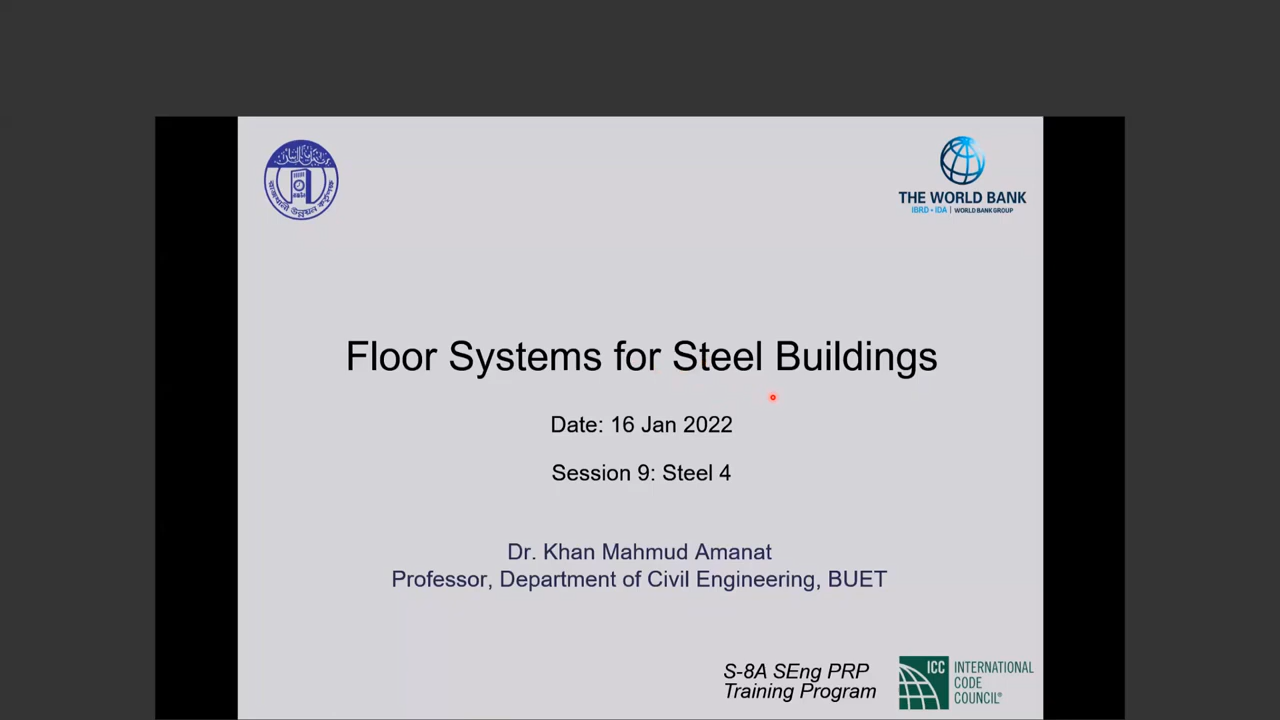 THE WORLD BANK
IBRD • IDA | WORLD BANK GROUP
Floor Systems for Steel Buildings
Date: 16 Jan 2022
Session 9: Steel 4
Dr. Khan Mahmud Amanat
Professor, Department of Civil Engineering, BUET
S-8A SEng PRP
Training Program
ICC INTERNATIONAL
CODE
COUNCIL®